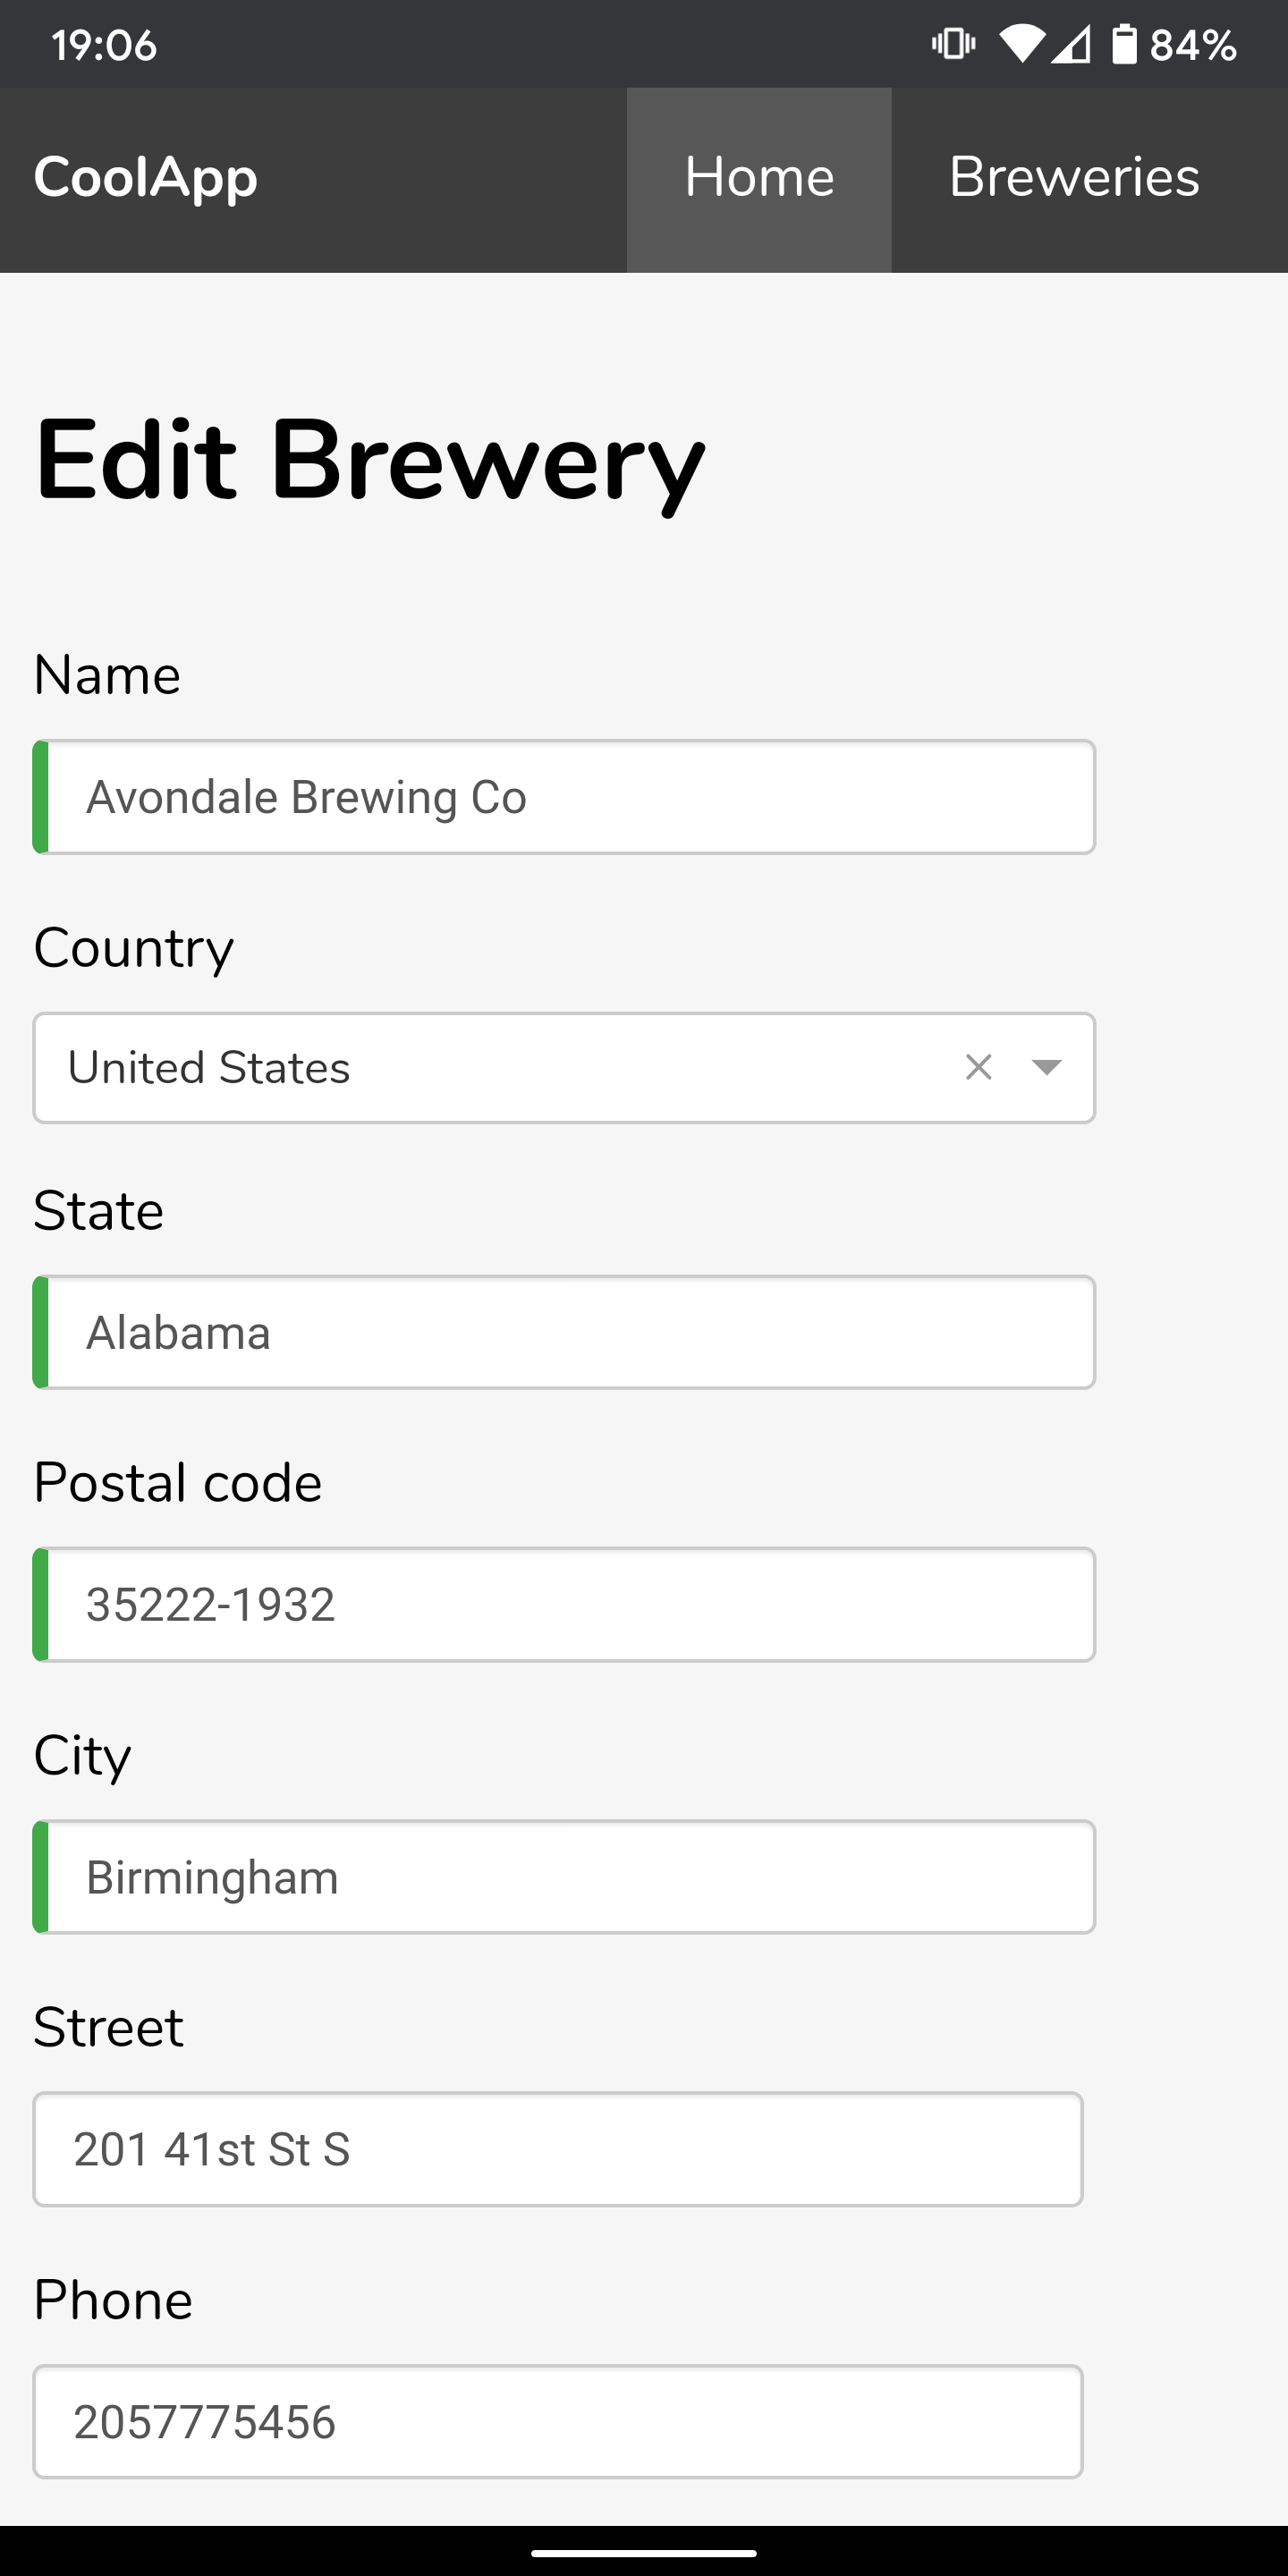 19:06 84%
CoolApp Home Breweries
Edit Brewery
Name
Avondale Brewing Co
Country
United States
State
Alabama
Postal code
35222-1932
City
Birmingham
Street
201 41st St S
Phone
2057775456